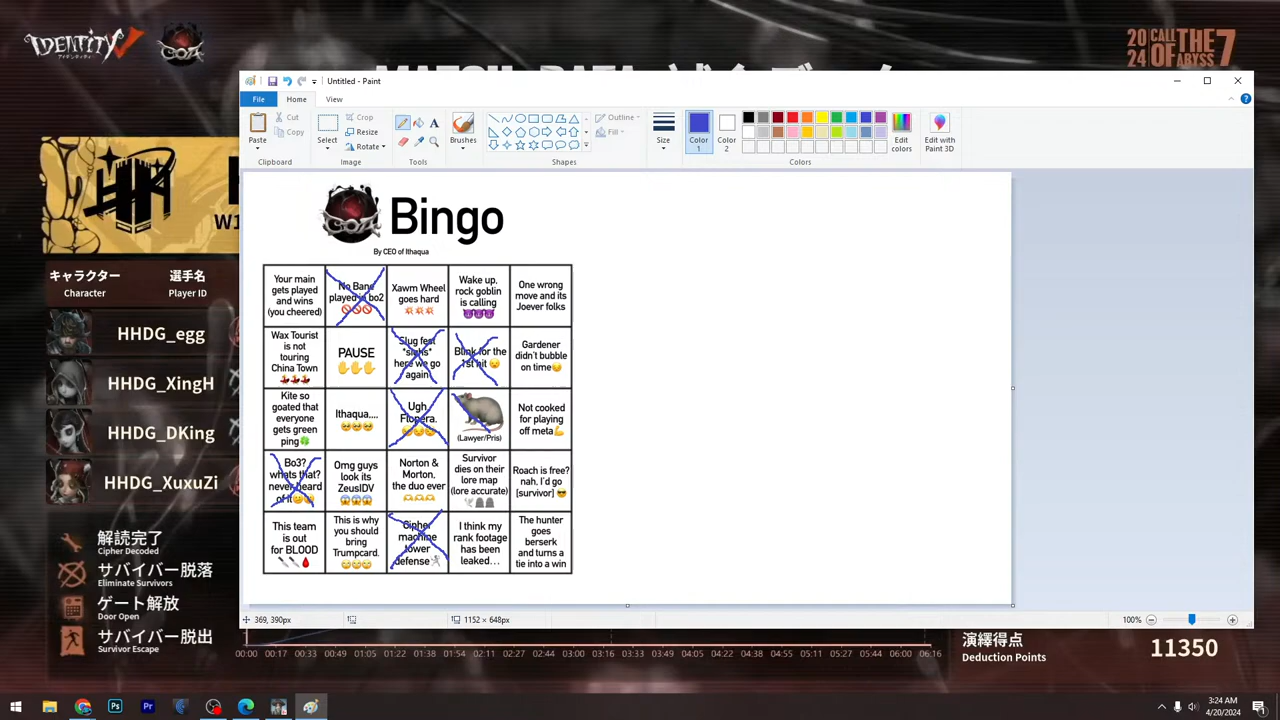 IDENTITY V
アイデンティティV
COA
2024 CALL OF THE ABYSS 7
MATCH DATA
Untitled - Paint
File
Home
View
Paste
Cut
Copy
Clipboard
Select
Crop
Resize
Rotate
Image
Tools
Brushes
Outline
Fill
Shapes
Size
Color 1
Color 2
Edit colors
Edit with Paint 3D
Colors
W1
キャラクター
Character
選手名
Player ID
HHDG_egg
HHDG_XingH
HHDG_DKing
HHDG_XuxuZi
解読完了
Cipher Decoded
サバイバー脱落
Eliminate Survivors
ゲート解放
Door Open
サバイバー脱出
Survivor Escape
COA
Bingo
By CEO of Ithaqua
Your main
gets played
and wins
(you cheered)
No Bane
played in bo2
🚫🚫🚫
Xawm Wheel
goes hard
💥💥💥
Wake up,
rock goblin
is calling
😈😈😈
One wrong
move and its
Joever folks
Wax Tourist
is not
touring
China Town
💃💃💃
PAUSE
✋✋✋
Slug fest
*sighs*
here we go
again
Blink for the
1st hit 😥
Gardener
didn't bubble
on time😔
Kite so
goated that
everyone
gets green
ping🍀
Ithaqua....
🥹🥹🥹
Ugh,
Flopera.
(Lawyer/Pris)
Not cooked
for playing
off meta💪
Bo3?
whats that?
never heard
of it
Omg guys
look its
ZeusIDV
😱😱😱
Norton &
Morton,
the duo ever
🫶🫶🫶
Survivor
dies on their
lore map
(lore accurate)
🕊🪦🪦
Roach is free?
nah, I'd go
[survivor] 😎
This team
is out
for BLOOD
🔪🔪🩸
This is why
you should
bring
Trumpcard.
Cipher
machine
tower
defense
I think my
rank footage
has been
leaked...
The hunter
goes
berserk
and turns a
tie into a win
369, 390px
1152 × 648px
100%
00:00
00:17
00:33
00:49
01:05
01:22
01:38
01:54
02:11
02:27
02:44
03:00
03:16
03:33
03:49
04:05
04:22
04:38
04:54
05:11
05:27
05:44
06:00
06:16
演繹得点
Deduction Points
11350
3:24 AM
4/20/2024